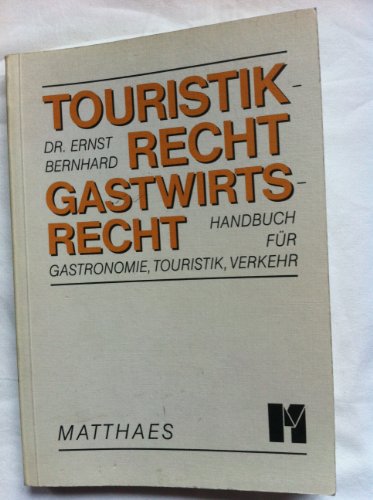 TOURISTIK-
DR. ERNST
BERNHARD RECHT
GASTWIRTS-
RECHT HANDBUCH
FÜR
GASTRONOMIE, TOURISTIK, VERKEHR
MATTHAES